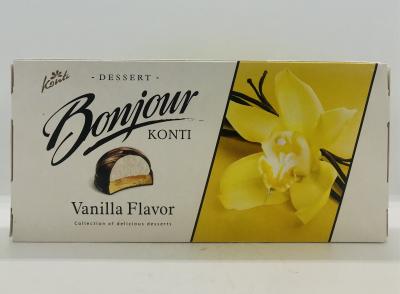 Konti
- DESSERT -
Bonjour
KONTI
Vanilla Flavor
Collection of delicious desserts